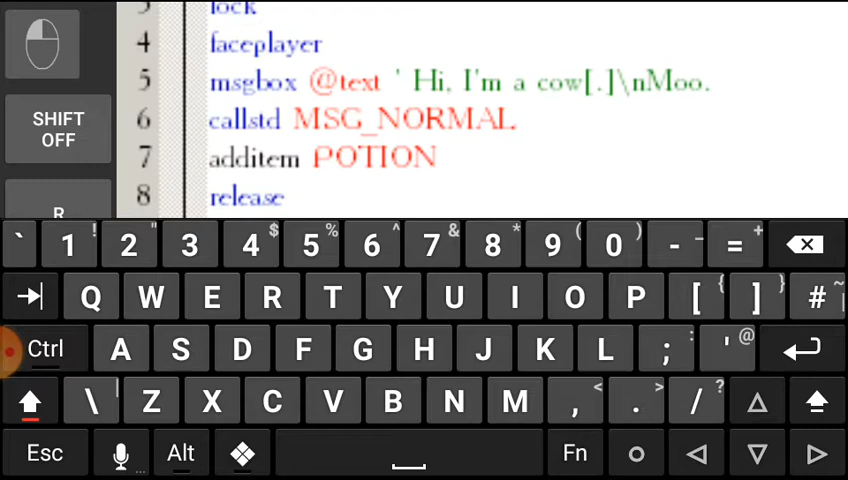 3 lock
4 faceplayer
5 msgbox @text ' Hi, I'm a cow[.]\nMoo.
6 callstd MSG_NORMAL
7 additem POTION
8 release
SHIFT OFF
R
` 1 ! 2 " 3 4 $ 5 % 6 ^ 7 & 8 * 9 ( 0 ) - _ = +
Q W E R T Y U I O P [ { ] } # ~
Ctrl A S D F G H J K L ; : ' @
\ | Z X C V B N M , < . > / ?
Esc ... Alt Fn